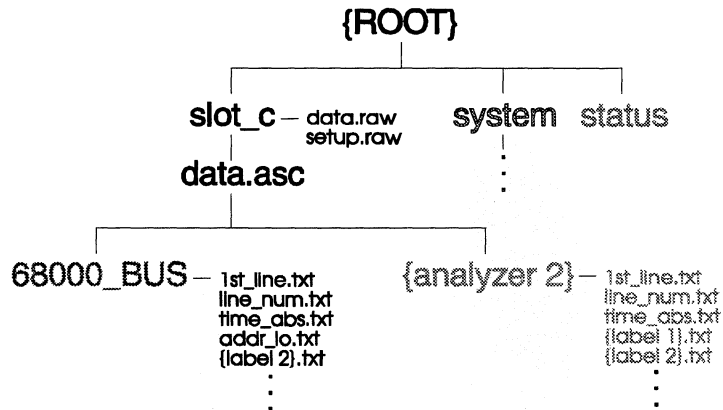 {ROOT}
slot_c data.raw system status
setup.raw
data.asc
68000_BUS 1st_line.txt {analyzer 2} 1st_line.txt
line_num.txt line_num.txt
time_abs.txt time_abs.txt
addr_io.txt {label 1}.txt
{label 2}.txt {label 2}.txt